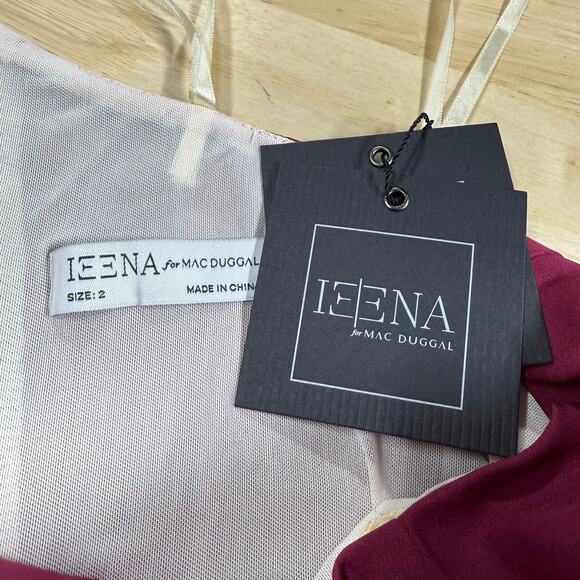 IEENA for MAC DUGGAL
SIZE: 2 MADE IN CHINA
IEENA
for MAC DUGGAL